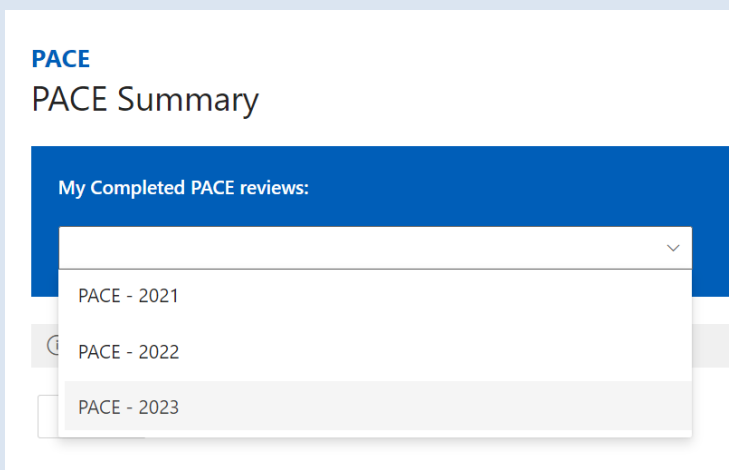 PACE
PACE Summary
My Completed PACE reviews:
PACE - 2021
PACE - 2022
PACE - 2023